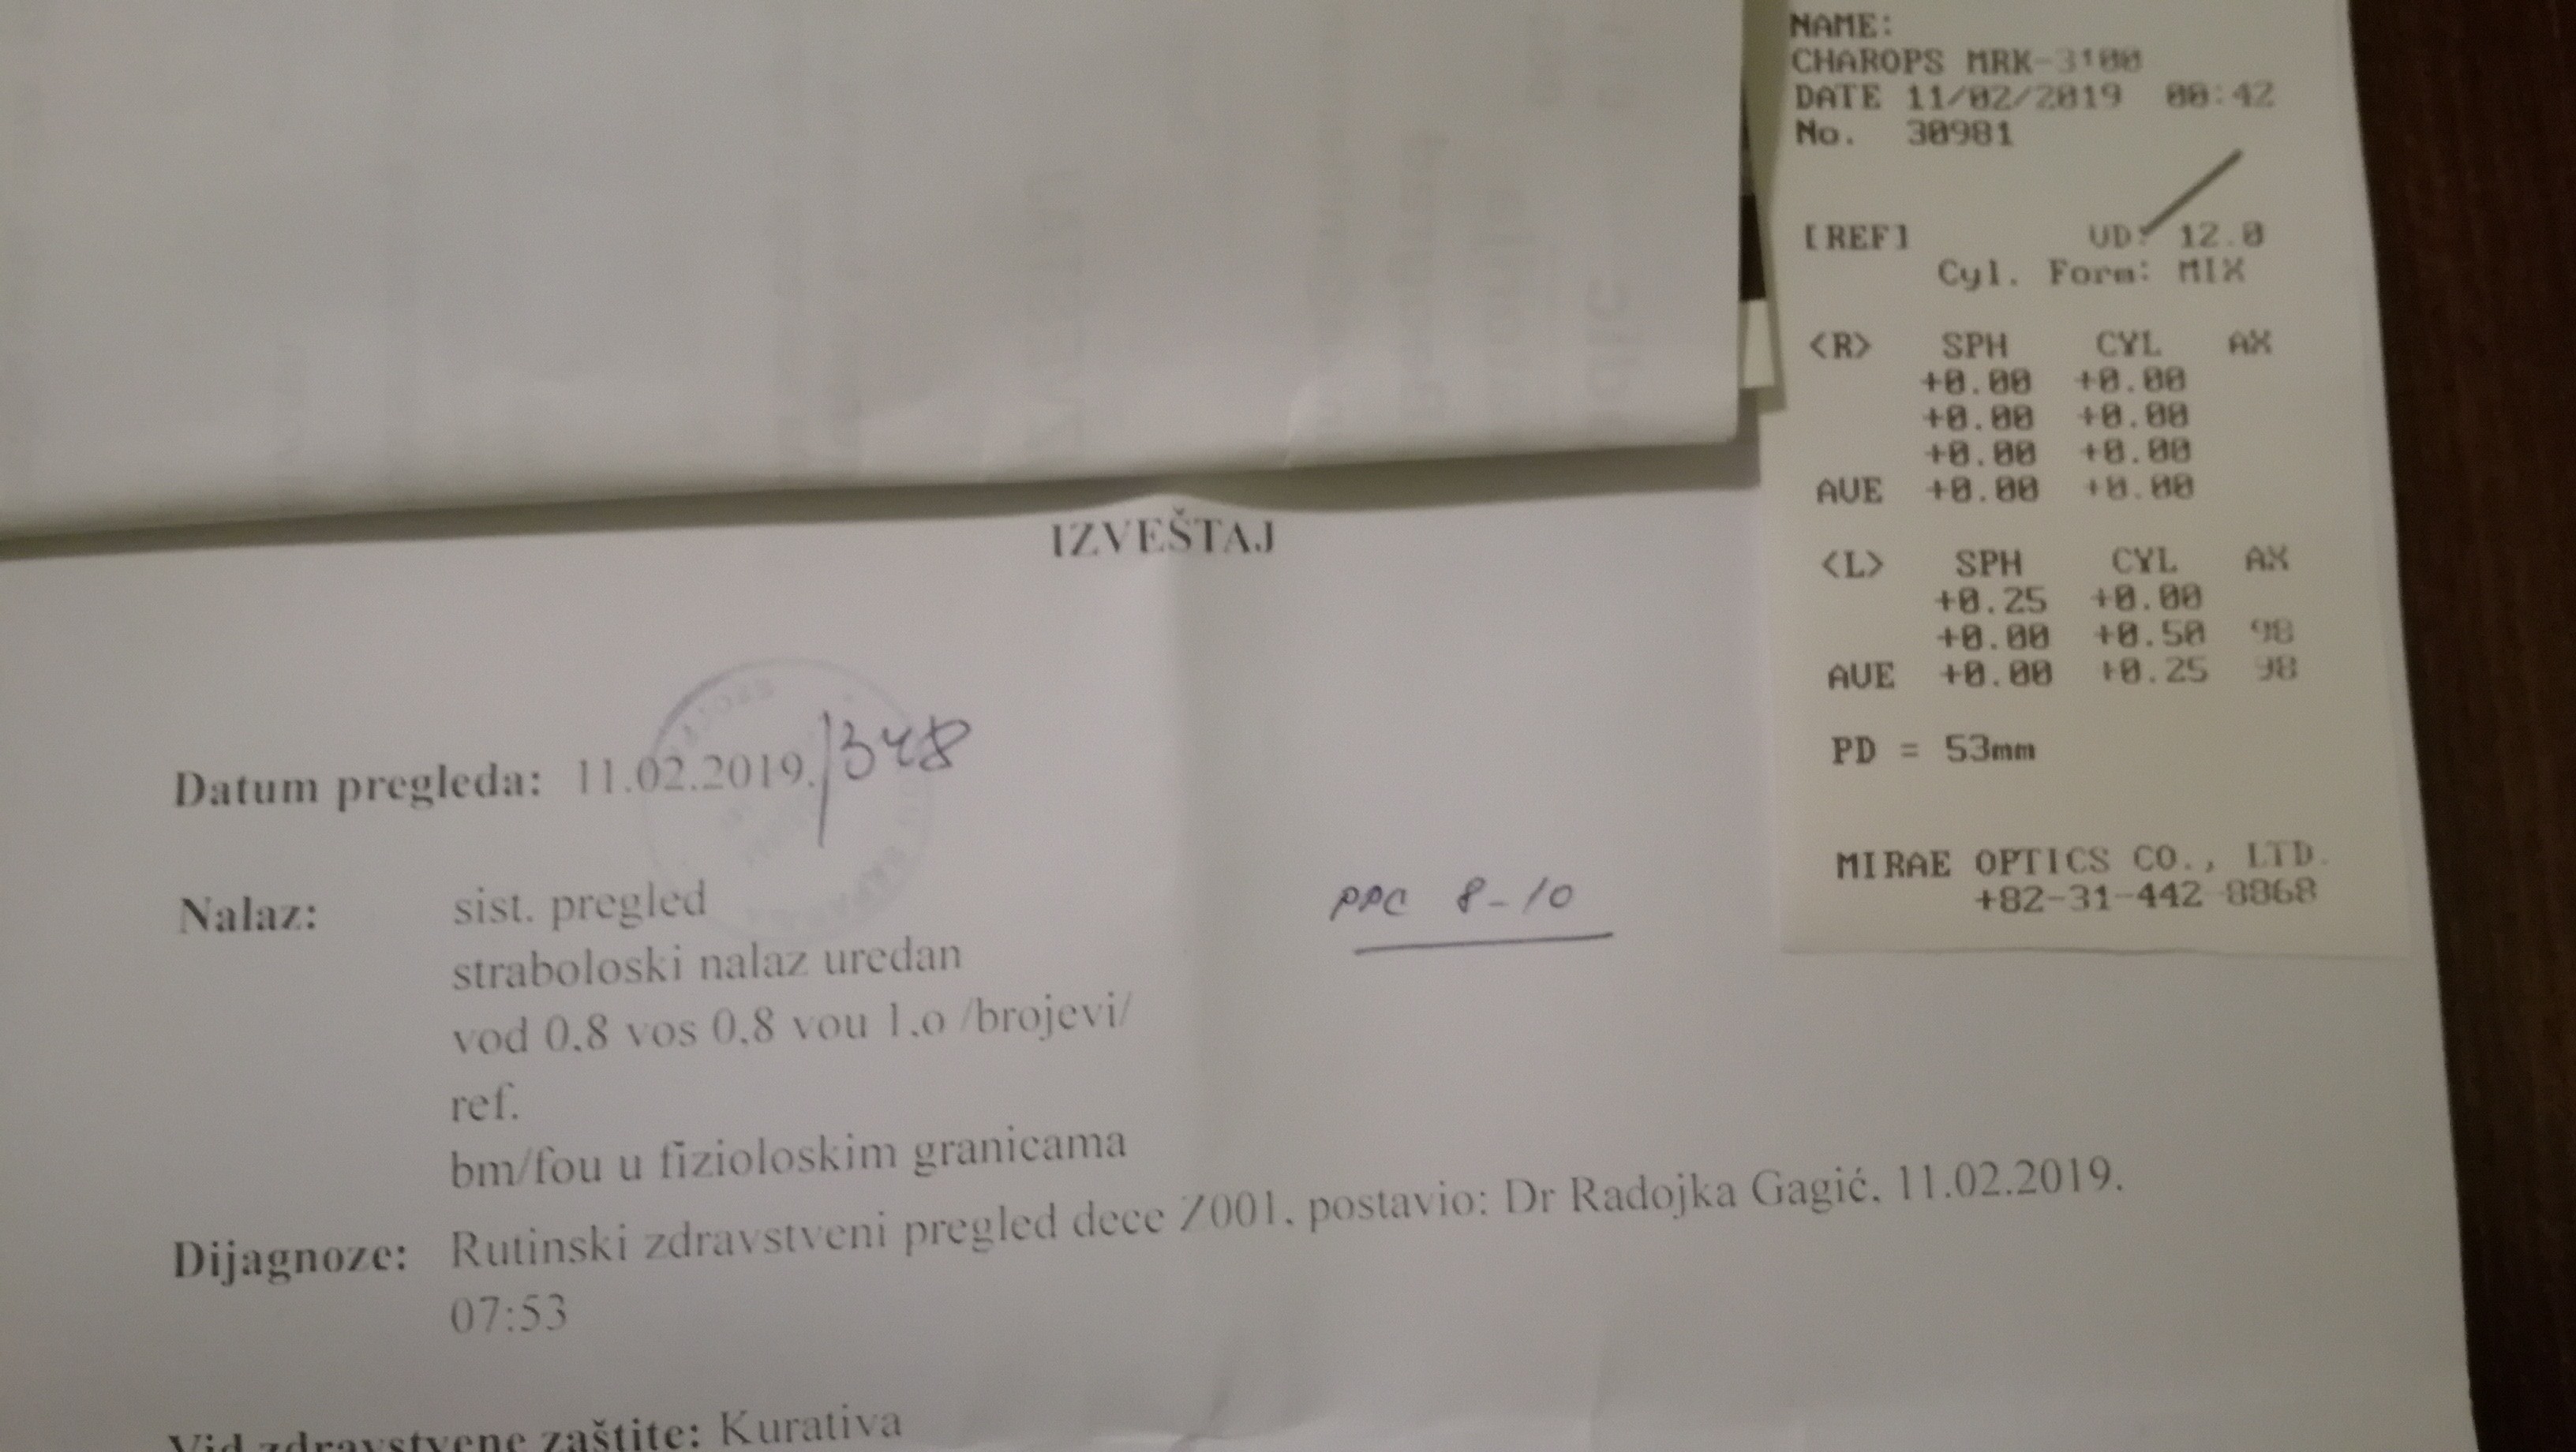 IZVEŠTAJ
Datum pregleda: 11.02.2019. /348
Nalaz: sist. pregled
straboloski nalaz uredan
vod 0.8 vos 0.8 vou 1.o /brojevi/
ref.
bm/fou u fizioloskim granicama
PPC 8-10
Dijagnoze: Rutinski zdravstveni pregled dece Z001, postavio: Dr Radojka Gagić, 11.02.2019.
07:53
Vid zdravstvene zaštite: Kurativa
NAME:
CHAROPS MRK-3100
DATE 11/02/2019 00:42
No. 30981
[REF] VD: 12.0
Cyl. Form: MIX
<R> SPH CYL AX
+0.00 +0.00
+0.00 +0.00
+0.00 +0.00
AVE +0.00 +0.00
<L> SPH CYL AX
+0.25 +0.00
+0.00 +0.50 98
AVE +0.00 +0.25 98
PD = 53mm
MIRAE OPTICS CO., LTD.
+82-31-442-8868